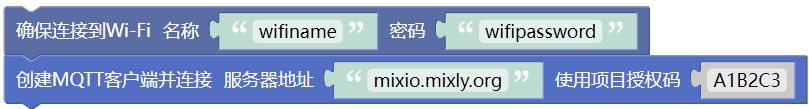 确保连接到Wi-Fi 名称 “ wifiname ” 密码 “ wifipassword ”
创建MQTT客户端并连接 服务器地址 “ mixio.mixly.org ” 使用项目授权码 A1B2C3